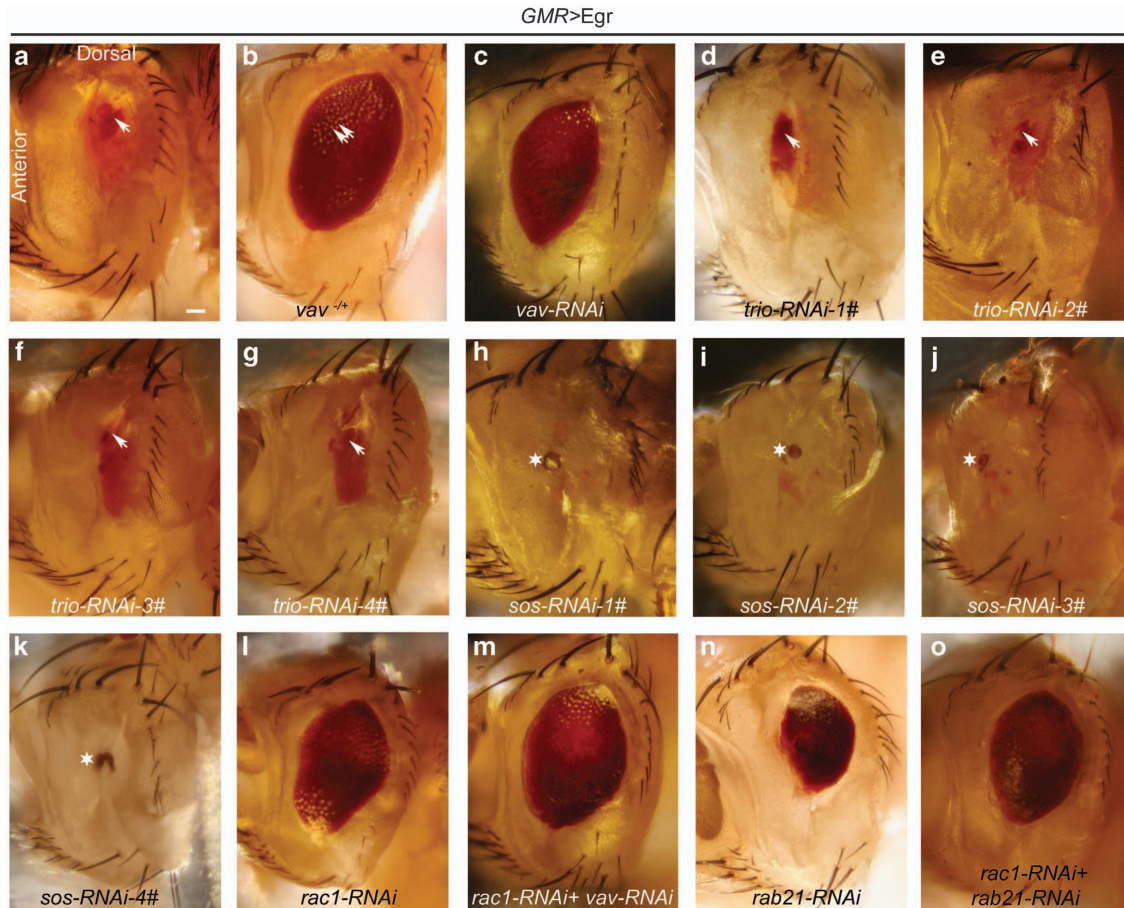 GMR>Egr
a
Dorsal
Anterior
b
vav -/+
c
vav-RNAi
d
trio-RNAi-1#
e
trio-RNAi-2#
f
trio-RNAi-3#
g
trio-RNAi-4#
h
sos-RNAi-1#
i
sos-RNAi-2#
j
sos-RNAi-3#
k
sos-RNAi-4#
l
rac1-RNAi
m
rac1-RNAi+ vav-RNAi
n
rab21-RNAi
o
rac1-RNAi+
rab21-RNAi